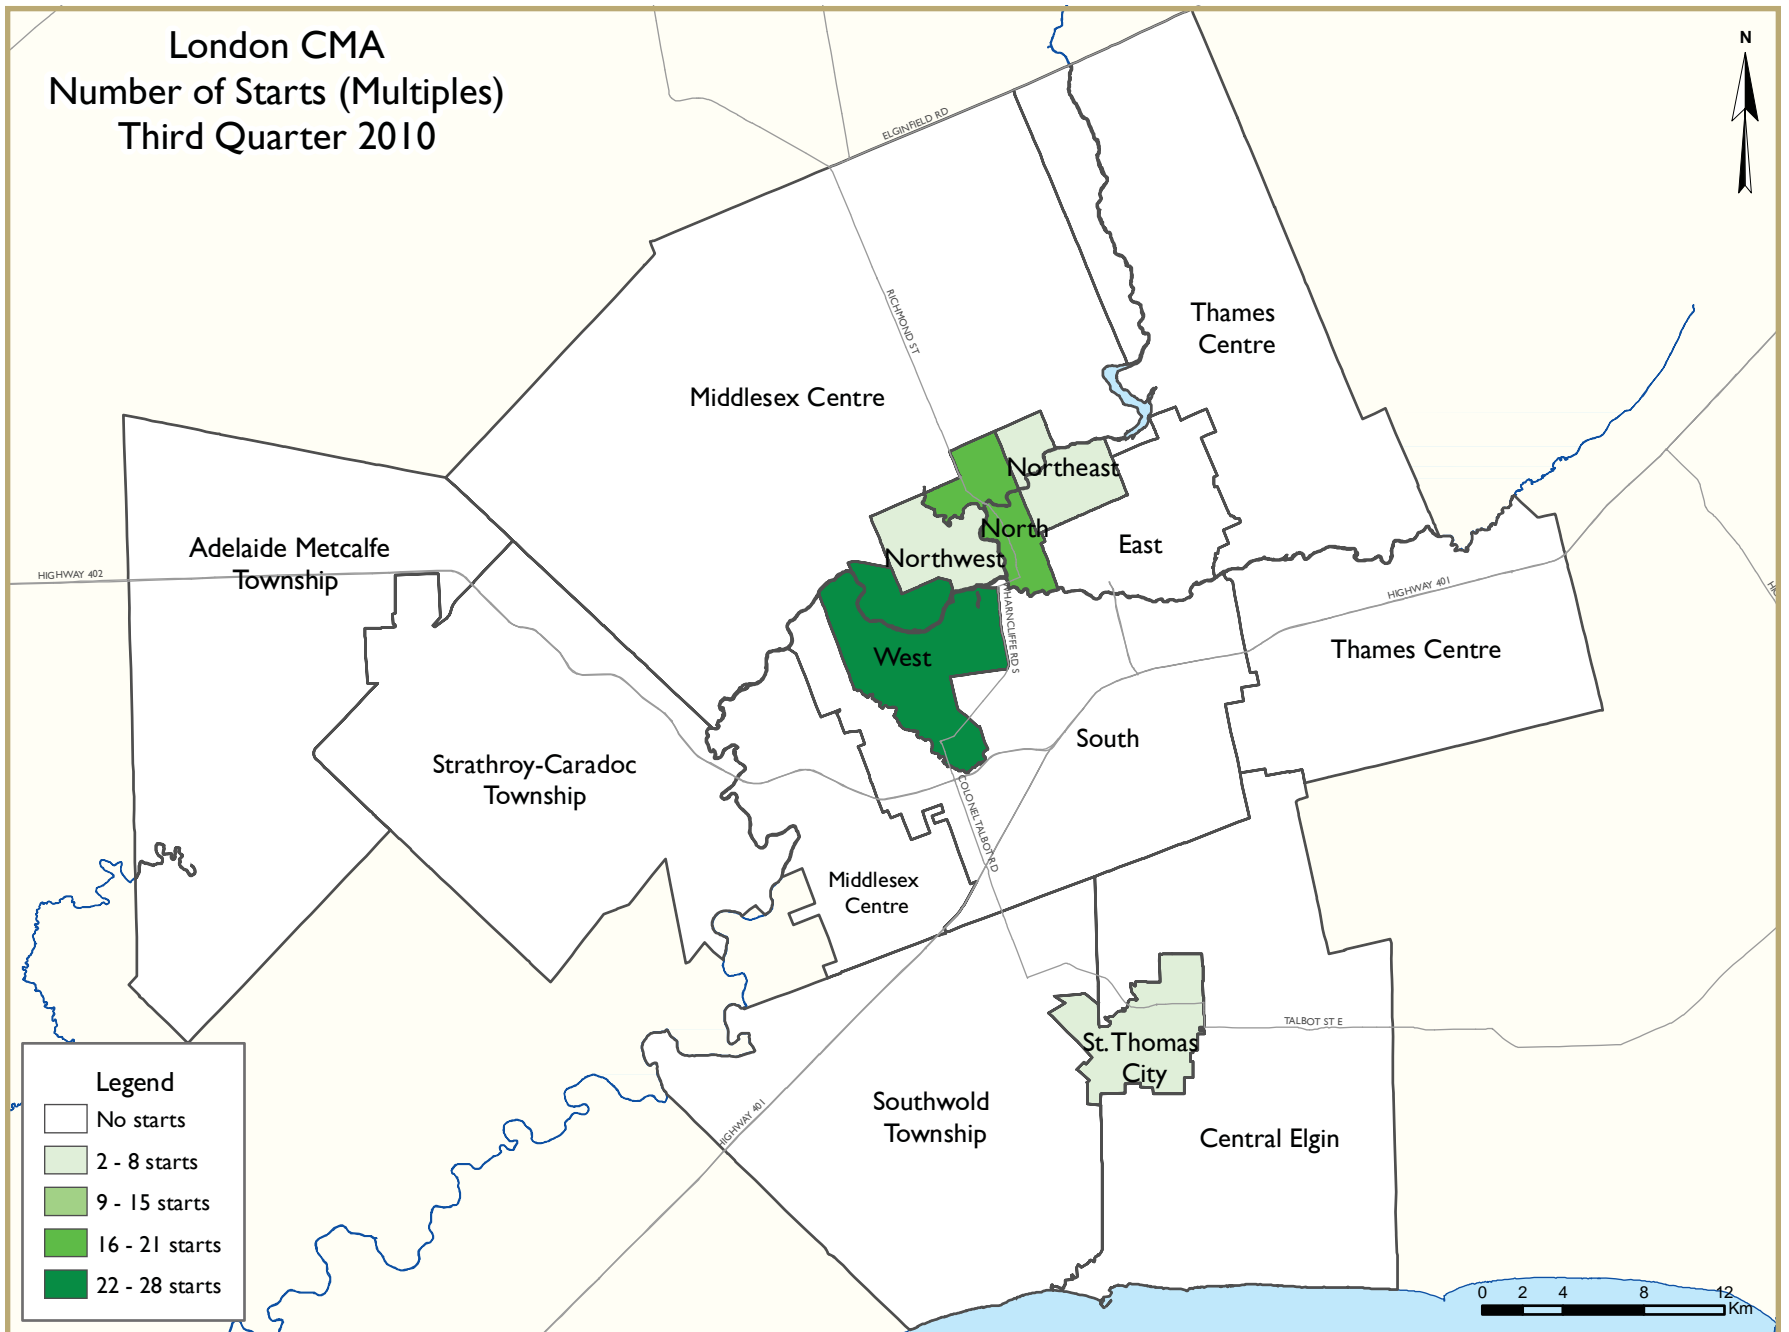 London CMA
Number of Starts (Multiples)
Third Quarter 2010
N
ELGINFIELD RD
RICHMOND ST
Thames
Centre
Middlesex Centre
Northeast
North
East
Northwest
Adelaide Metcalfe
Township
HIGHWAY 402
HIGHWAY 401
WHARNCLIFFE RD S
West
Thames Centre
South
Strathroy-Caradoc
Township
COLONEL TALBOT RD
Middlesex
Centre
TALBOT ST E
St. Thomas
City
Southwold
Township
HIGHWAY 401
Central Elgin
Legend
No starts
2 - 8 starts
9 - 15 starts
16 - 21 starts
22 - 28 starts
0 2 4 8 12
Km